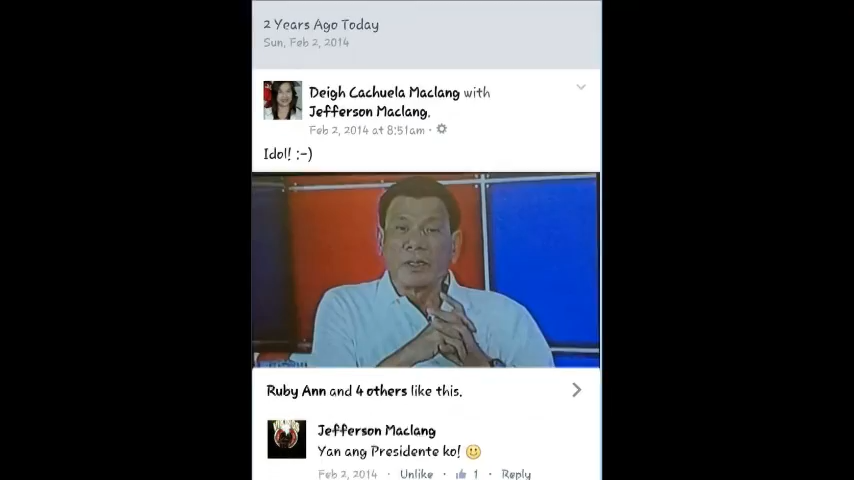 2 Years Ago Today
Sun, Feb 2, 2014
Deigh Cachuela Maclang with
Jefferson Maclang.
Feb 2, 2014 at 8:51am ·
Idol! :-)
Ruby Ann and 4 others like this.
Jefferson Maclang
Yan ang Presidente ko!
Feb 2, 2014 · Unlike · 1 · Reply